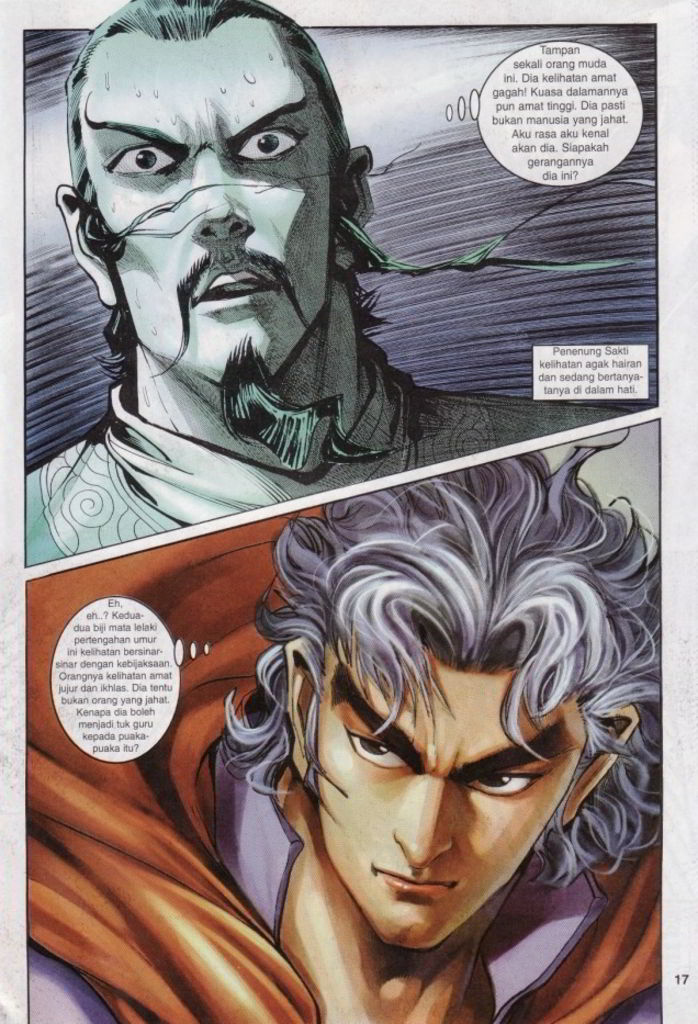 Tampan
sekali orang muda
ini. Dia kelihatan amat
gagah! Kuasa dalamannya
pun amat tinggi. Dia pasti
bukan manusia yang jahat.
Aku rasa aku kenal
akan dia. Siapakah
gerangannya
dia ini?
Penenung Sakti
kelihatan agak hairan
dan sedang bertanya-
tanya di dalam hati.
Eh,
eh..? Kedua-
dua biji mata lelaki
pertengahan umur
ini kelihatan bersinar-
sinar dengan kebijaksaan.
Orangnya kelihatan amat
jujur dan ikhlas. Dia tentu
bukan orang yang jahat.
Kenapa dia boleh
menjadi tuk guru
kepada puaka-
puaka itu?
17